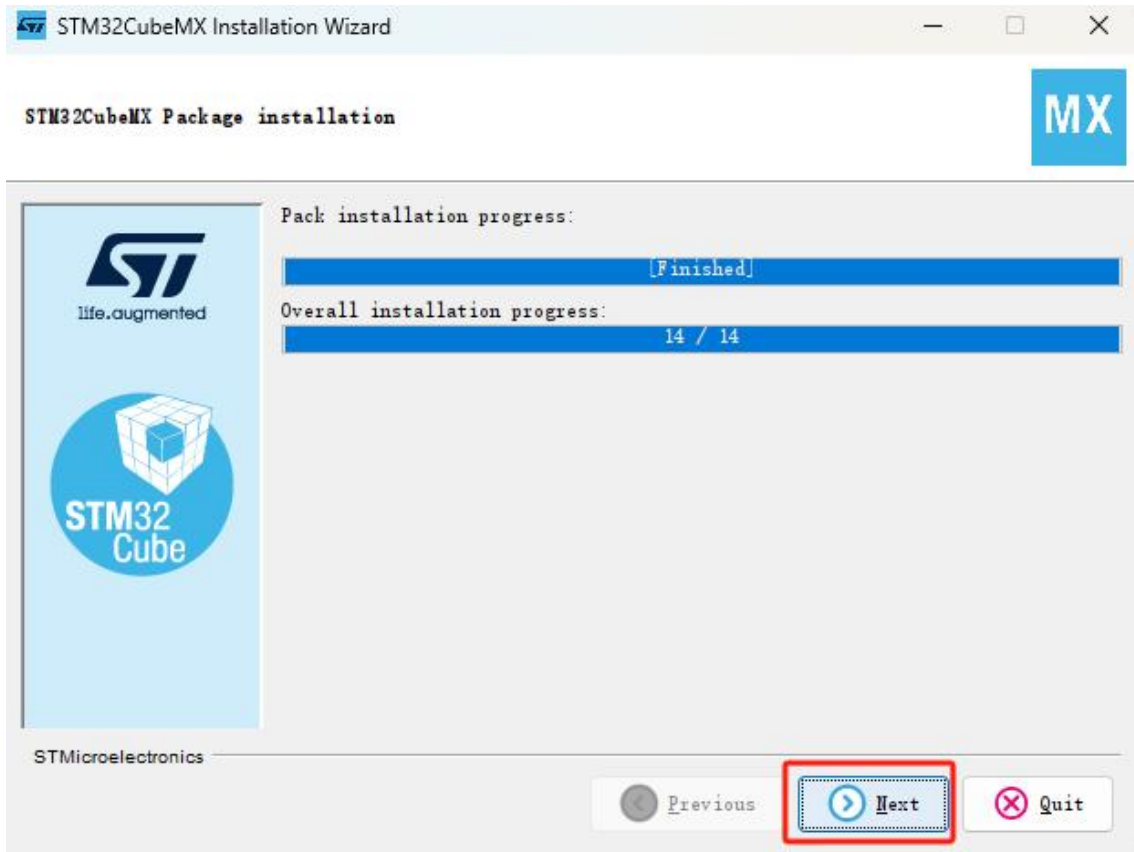 STM32CubeMX Installation Wizard
STM32CubeMX Package installation
MX
Pack installation progress:
[Finished]
Overall installation progress:
14 / 14
ST
life.augmented
STM32
Cube
STMicroelectronics
Previous
Next
Quit